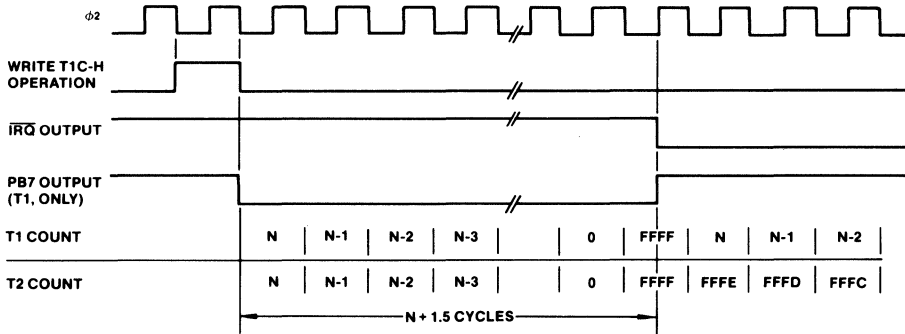 ϕ2
WRITE T1C-H
OPERATION
IRQ OUTPUT
PB7 OUTPUT
(T1, ONLY)
T1 COUNT N N-1 N-2 N-3 0 FFFF N N-1 N-2
T2 COUNT N N-1 N-2 N-3 0 FFFF FFFE FFFD FFFC
N + 1.5 CYCLES